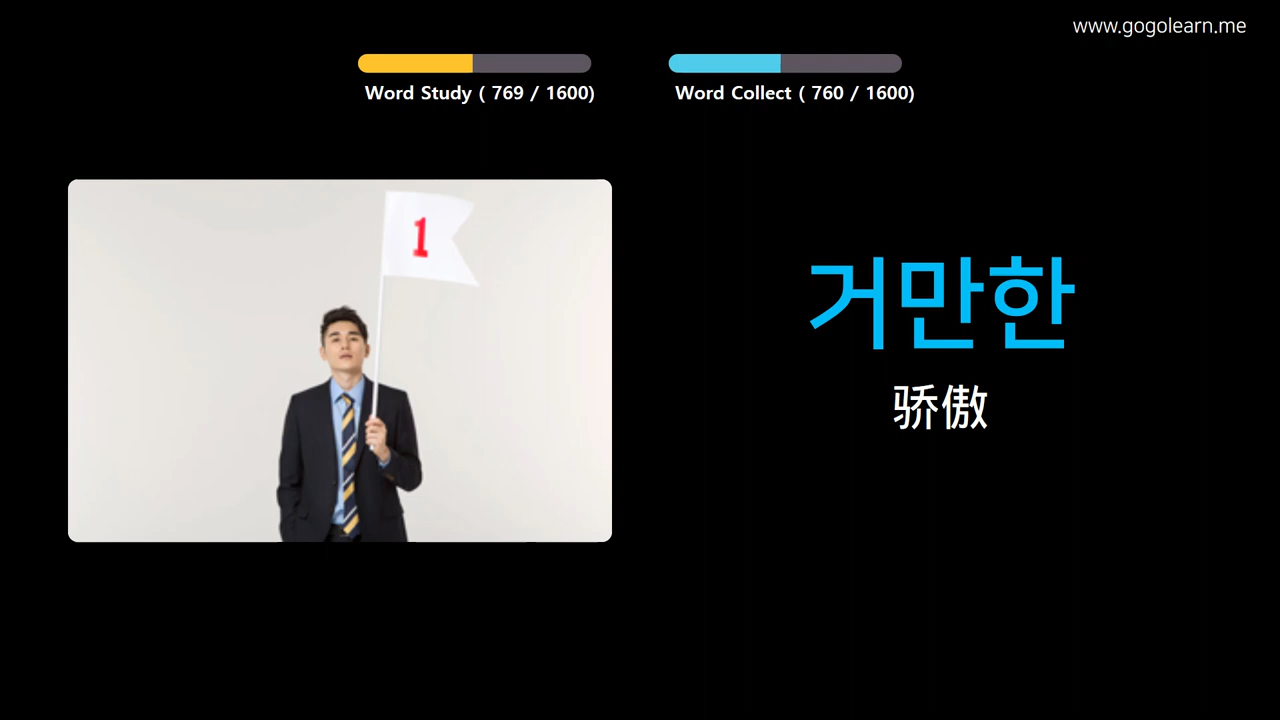 www.gogolearn.me
Word Study ( 769 / 1600)
Word Collect ( 760 / 1600)
1
거만한
骄傲